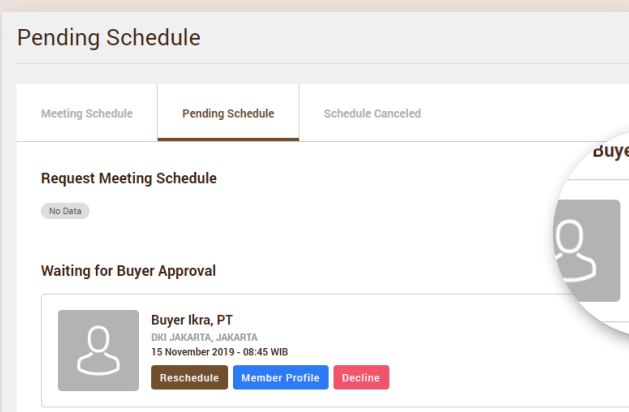 Pending Schedule
Meeting Schedule
Pending Schedule
Schedule Canceled
Request Meeting Schedule
No Data
Waiting for Buyer Approval
Buyer Ikra, PT
DKI JAKARTA, JAKARTA
15 November 2019 - 08:45 WIB
Reschedule
Member Profile
Decline